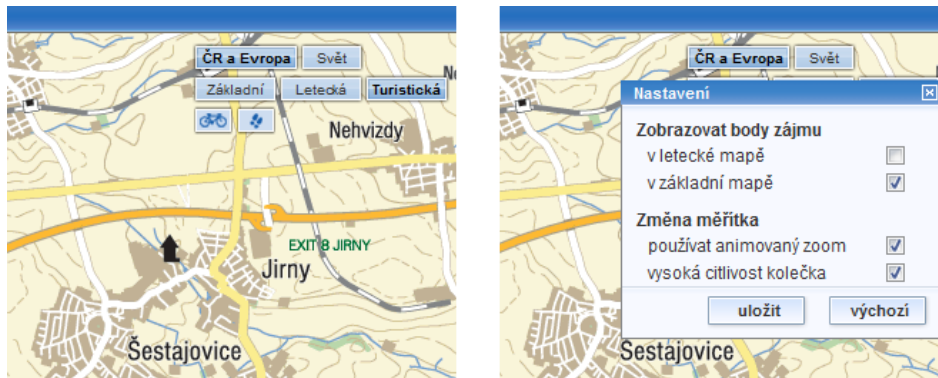 ČR a Evropa Svět
Základní Letecká Turistická
Nehvizdy
EXIT 8 JIRNY
Jirny
Šestajovice
ČR a Evropa Svět
Nastavení
Zobrazovat body zájmu
v letecké mapě
v základní mapě
Změna měřítka
používat animovaný zoom
vysoká citlivost kolečka
uložit výchozí
Šestajovice